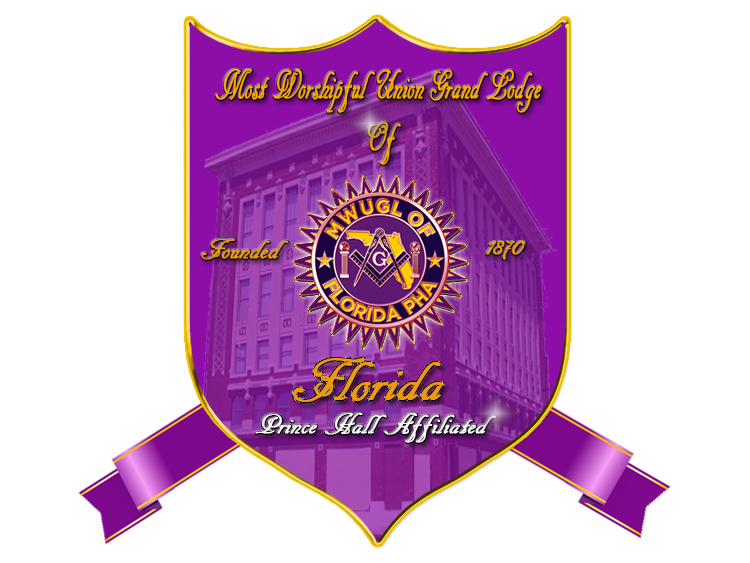 Most Worshipful Union Grand Lodge
Of
Founded 1870
MWUGL OF
G
FLORIDA PHA
Florida
Prince Hall Affiliated